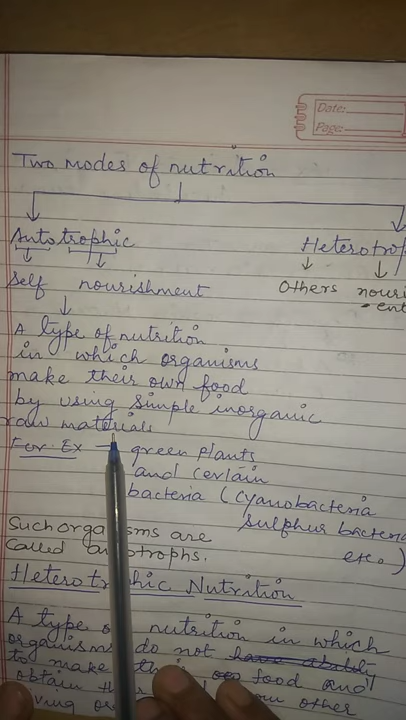 Date:
Page:
Two modes of nutrition
Autotrophic
Self nourishment
A type of nutrition
in which organisms
make their own food
by using simple inorganic
raw materials
For Ex → green plants
and certain
bacteria (Cyanobacteria
Sulphur bacteria
etc.)
Such organisms are
called
Heterotrophic Nutrition
A type of nutrition in which
organisms do not
to make food and
obtain other
Heterotrop
Others